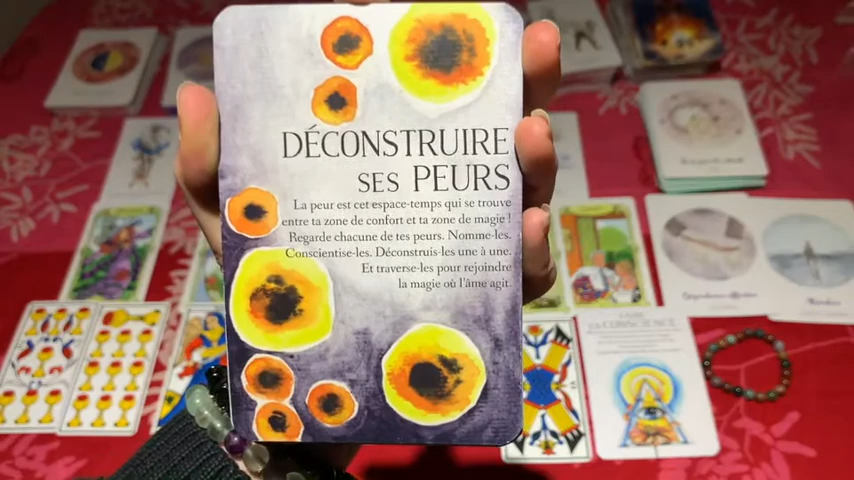 DÉCONSTRUIRE
SES PEURS
La peur est cet espace-temps qui se trouve
entre ta zone de confort et ta zone de magie !
Regarde chacune de tes peurs. Nomme-les.
Conscientise-les. Déconstruis-les une à une.
Et traverse-les pour rejoindre
la magie où l'âme agit.
CONSCIENCE